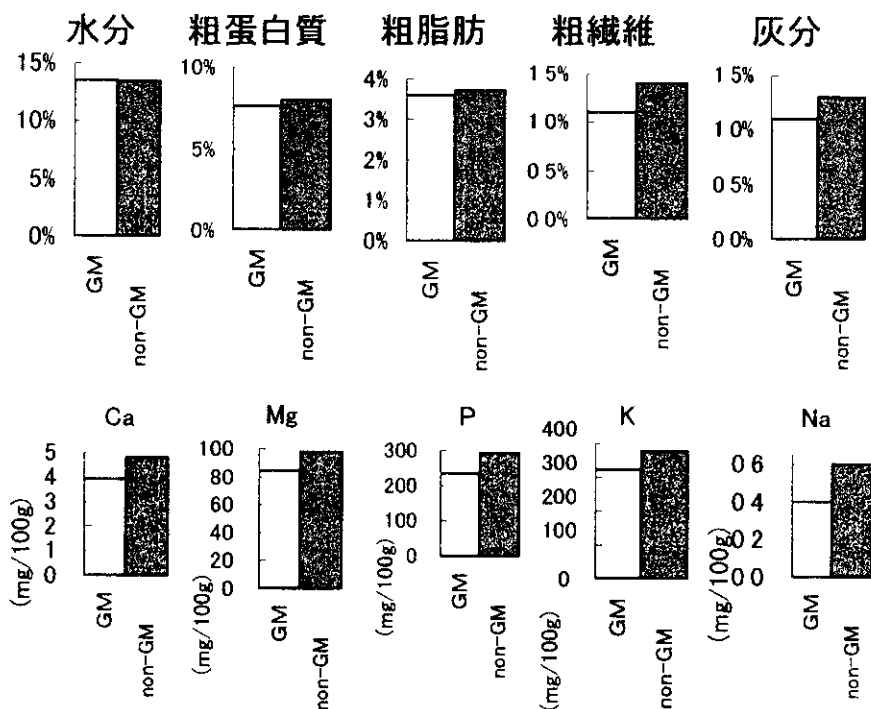 水分
15%
10%
5%
0%
GM
non-GM
粗蛋白質
10%
5%
0%
GM
non-GM
粗脂肪
4%
3%
2%
1%
0%
GM
non-GM
粗繊維
1 5%
1 0%
0 5%
0 0%
GM
non-GM
灰分
1 5%
1 0%
0 5%
0 0%
GM
non-GM
Ca
5
4
3
2
1
0
(mg/100g)
GM
non-GM
Mg
100
80
60
40
20
0
(mg/100g)
GM
non-GM
P
300
200
100
0
(mg/100g)
GM
non-GM
K
400
300
200
100
0
(mg/100g)
GM
non-GM
Na
0 6
0 4
0 2
0 0
(mg/100g)
GM
non-GM